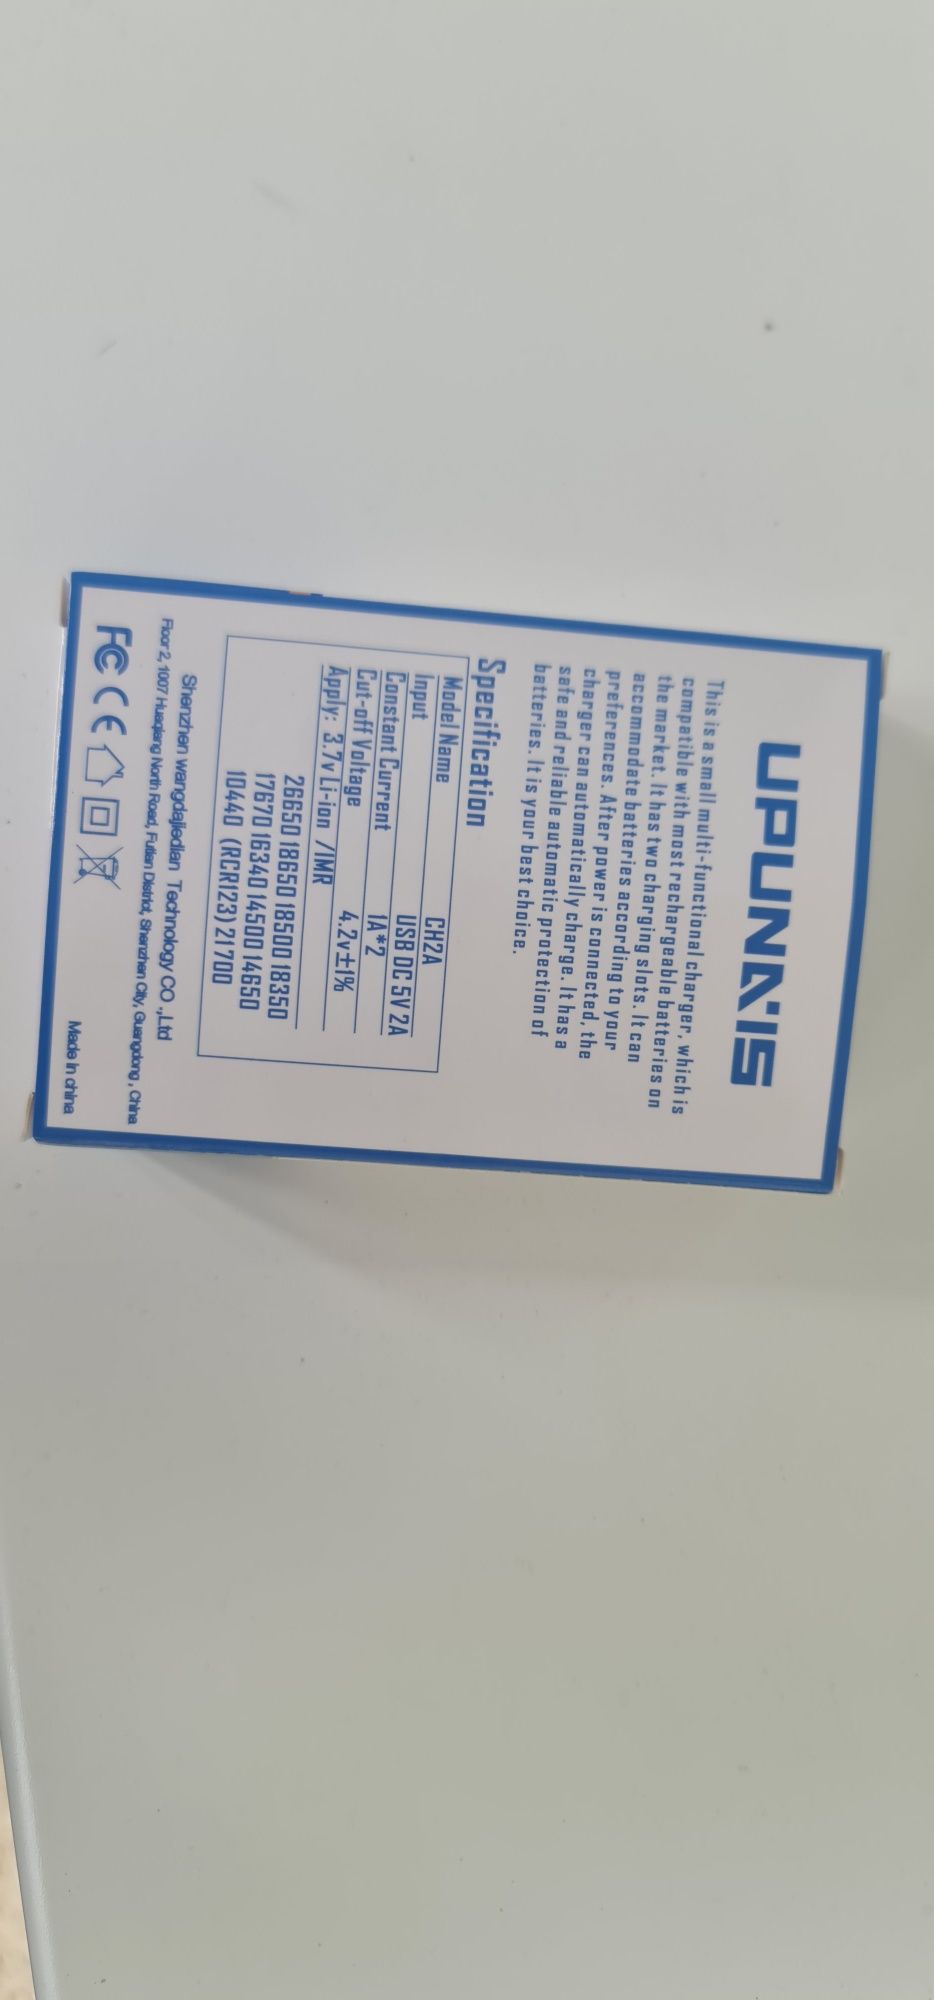 UPUNAIS
This is a small multi-functional charger, which is
compatible with most rechargeable batteries on
the market. It has two charging slots. It can
accommodate batteries according to your
preferences. After power is connected, the
charger can automatically charge. It has a
safe and reliable automatic protection of
batteries. It is your best choice.
Specification
Model Name CH2A
Input USB DC 5V 2A
Constant Current 1A*2
Cut-off Voltage 4.2v±1%
Apply: 3.7v Li-ion /IMR
26650 18650 18500 18350
17670 16340 14500 14650
10440 (RCR123) 21700
Shenzhen wangdajiedian Technology CO .,Ltd
Floor 2, 1007 Huaqiang North Road, Futian District, Shenzhen City, Guangdong , China
FC CE
Made in china